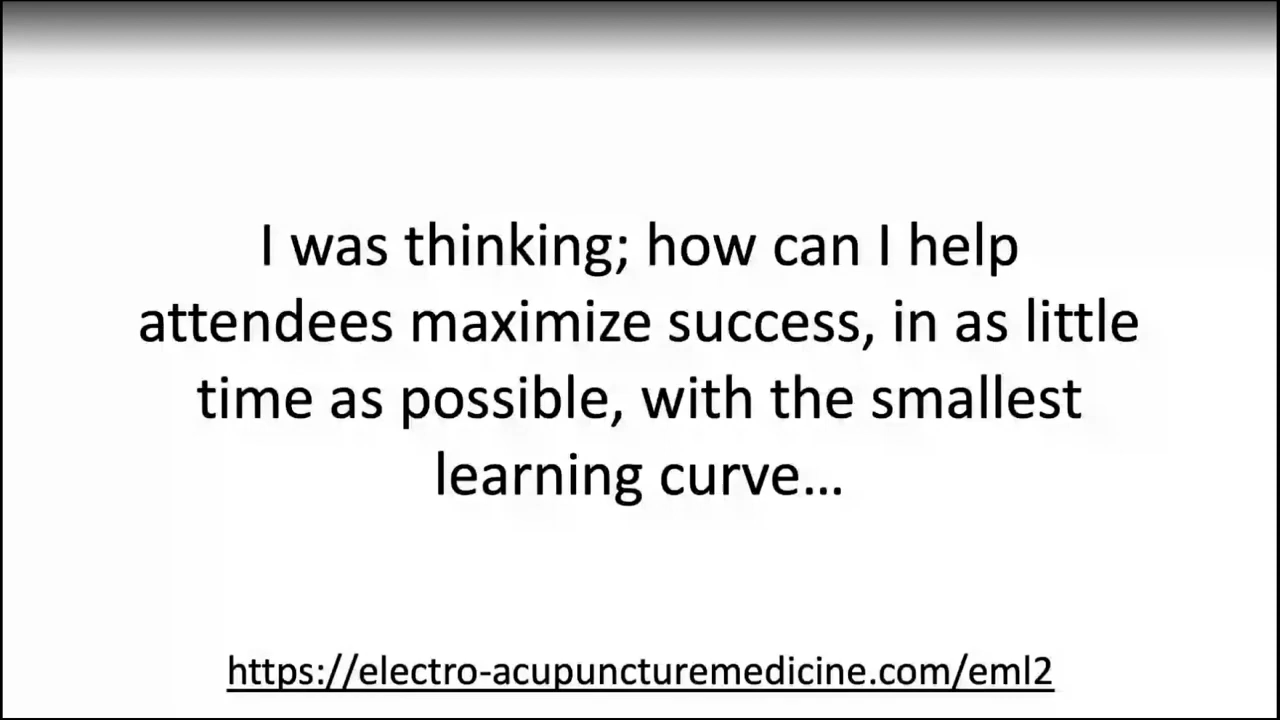 I was thinking; how can I help
attendees maximize success, in as little
time as possible, with the smallest
learning curve…
https://electro-acupuncturemedicine.com/eml2